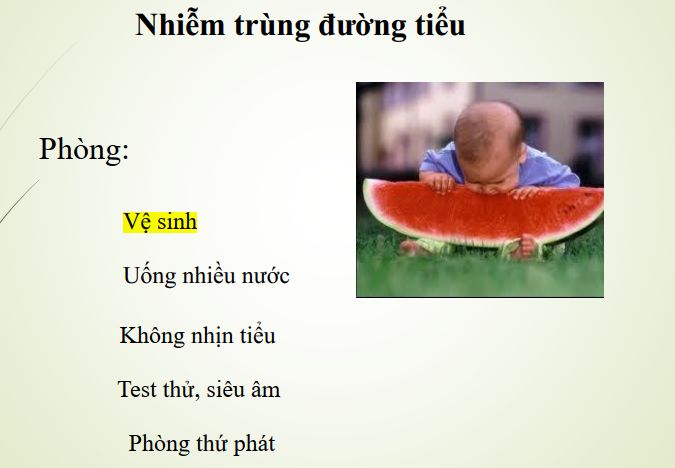 Nhiễm trùng đường tiểu
Phòng:
Vệ sinh
Uống nhiều nước
Không nhịn tiểu
Test thử, siêu âm
Phòng thứ phát